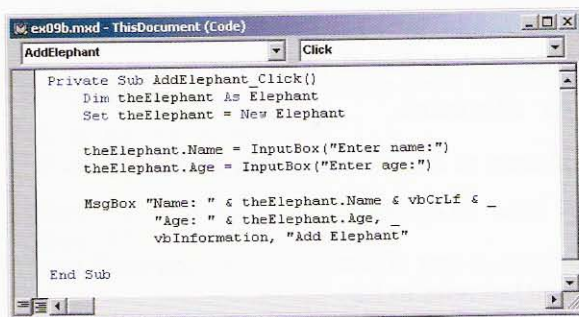 ex09b.mxd - ThisDocument (Code)
AddElephant Click
Private Sub AddElephant_Click()
    Dim theElephant As Elephant
    Set theElephant = New Elephant

    theElephant.Name = InputBox("Enter name:")
    theElephant.Age = InputBox("Enter age:")

    MsgBox "Name: " & theElephant.Name & vbCrLf & _
           "Age: " & theElephant.Age, _
           vbInformation, "Add Elephant"

End Sub